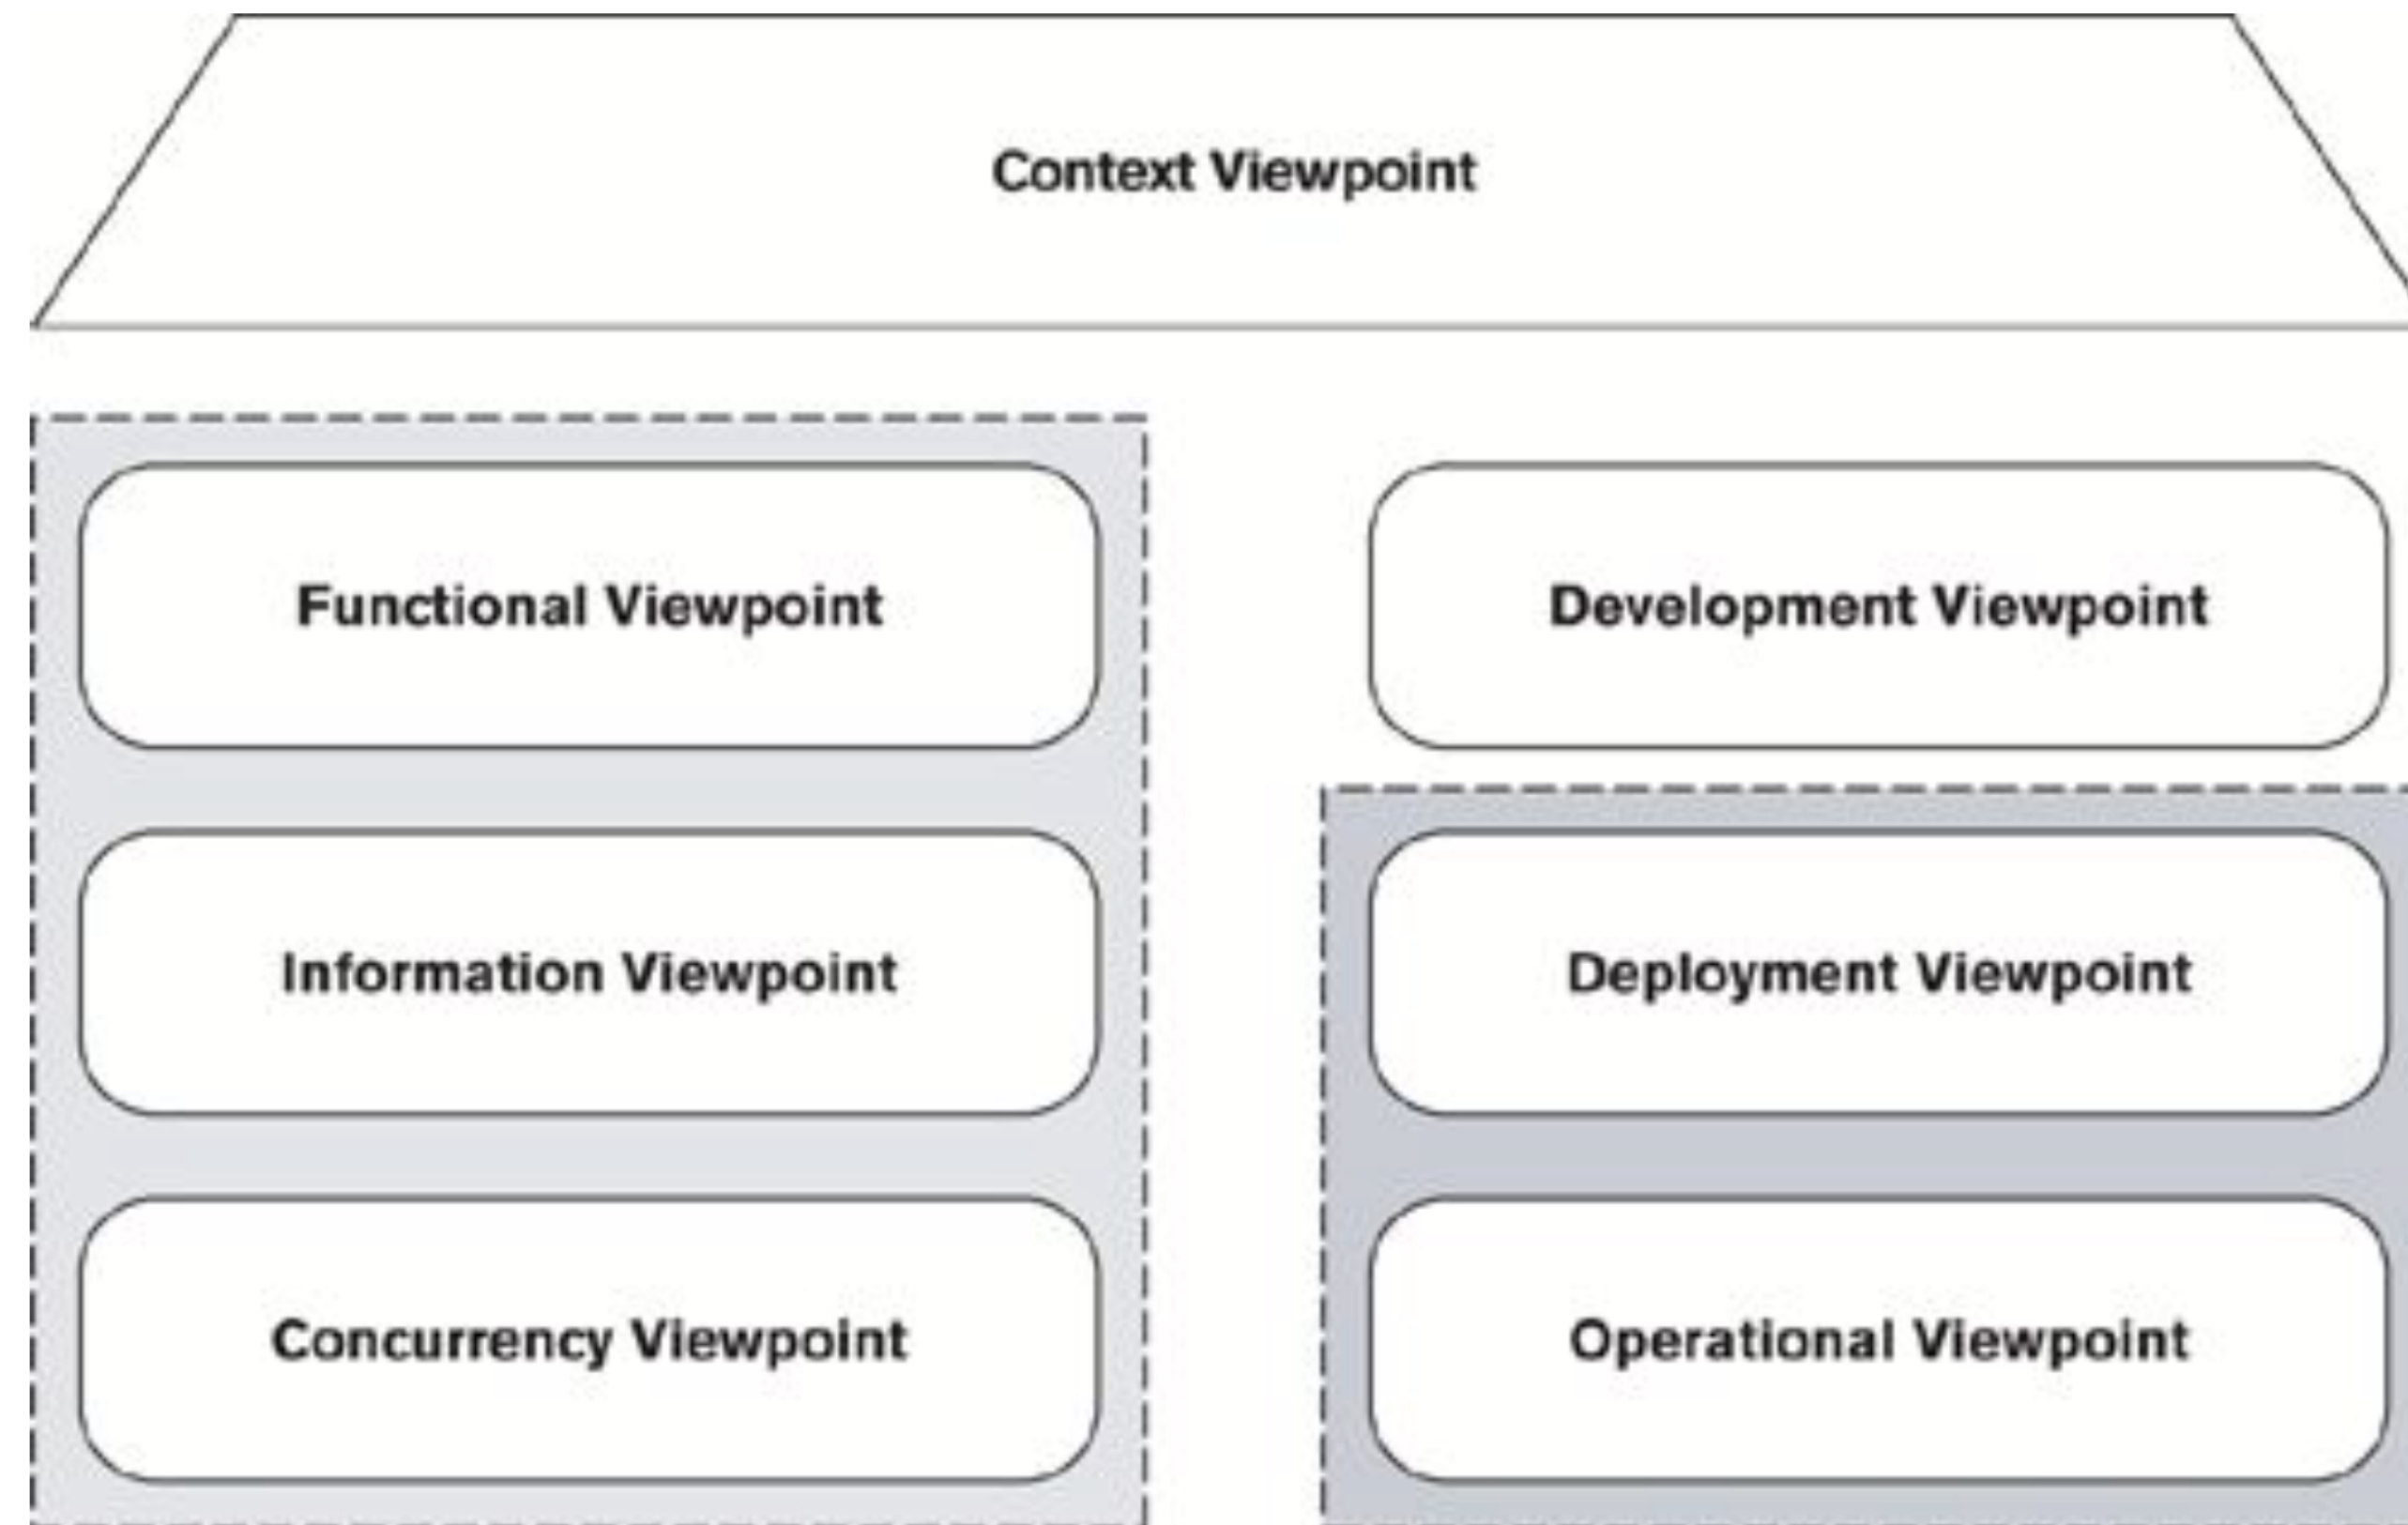 Context Viewpoint
Functional Viewpoint
Development Viewpoint
Information Viewpoint
Deployment Viewpoint
Concurrency Viewpoint
Operational Viewpoint